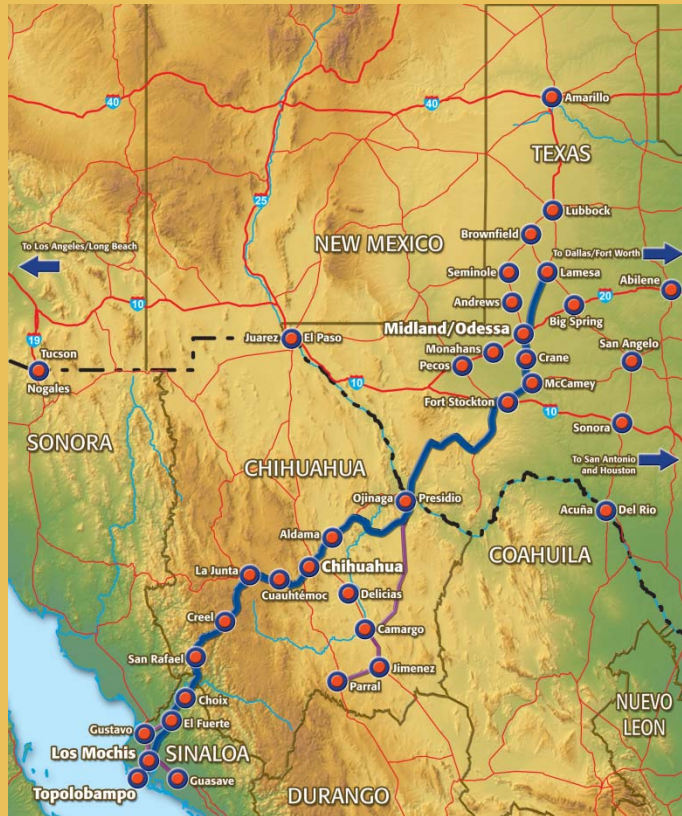 40
40
Amarillo
TEXAS
25
Lubbock
Brownfield
NEW MEXICO
To Los Angeles/Long Beach
To Dallas/Fort Worth
Seminole
Lamesa
Abilene
10
Andrews
20
Big Spring
19
Midland/Odessa
Juarez
El Paso
Tucson
Monahans
Crane
San Angelo
Pecos
10
McCamey
Nogales
Fort Stockton
10
Sonora
SONORA
To San Antonio
and Houston
CHIHUAHUA
Ojinaga
Presidio
Acuña
Del Rio
Aldama
COAHUILA
La Junta
Chihuahua
Cuauhtémoc
Delicias
Creel
Camargo
San Rafael
Jimenez
Parral
Choix
NUEVO
LEON
El Fuerte
Gustavo
Los Mochis
SINALOA
Guasave
Topolobampo
DURANGO